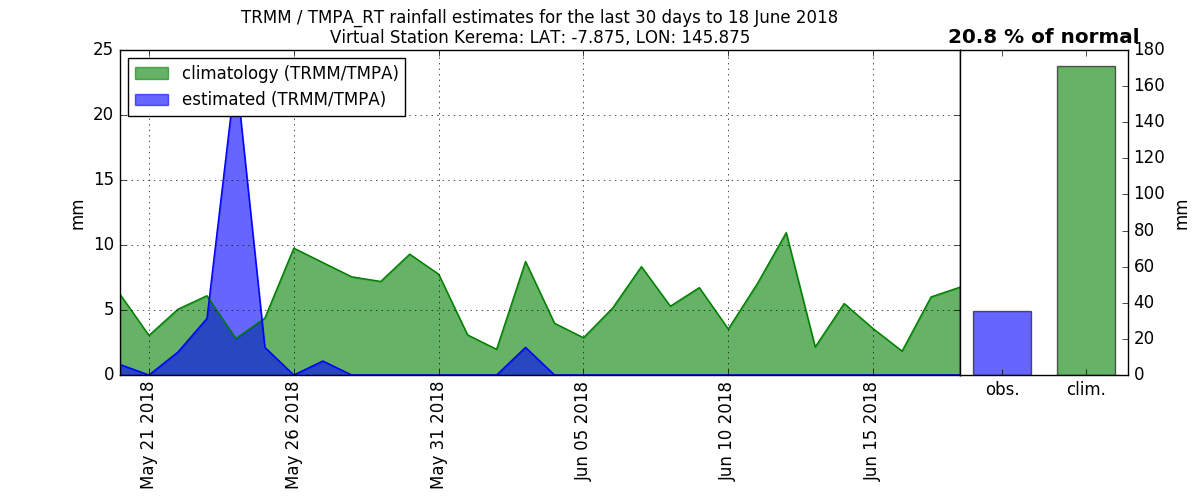 TRMM / TMPA_RT rainfall estimates for the last 30 days to 18 June 2018
Virtual Station Kerema: LAT: -7.875, LON: 145.875
20.8 % of normal
climatology (TRMM/TMPA)
estimated (TRMM/TMPA)
25
20
15
10
5
0
mm
May 21 2018
May 26 2018
May 31 2018
Jun 05 2018
Jun 10 2018
Jun 15 2018
obs.
clim.
180
160
140
120
100
80
60
40
20
0
mm